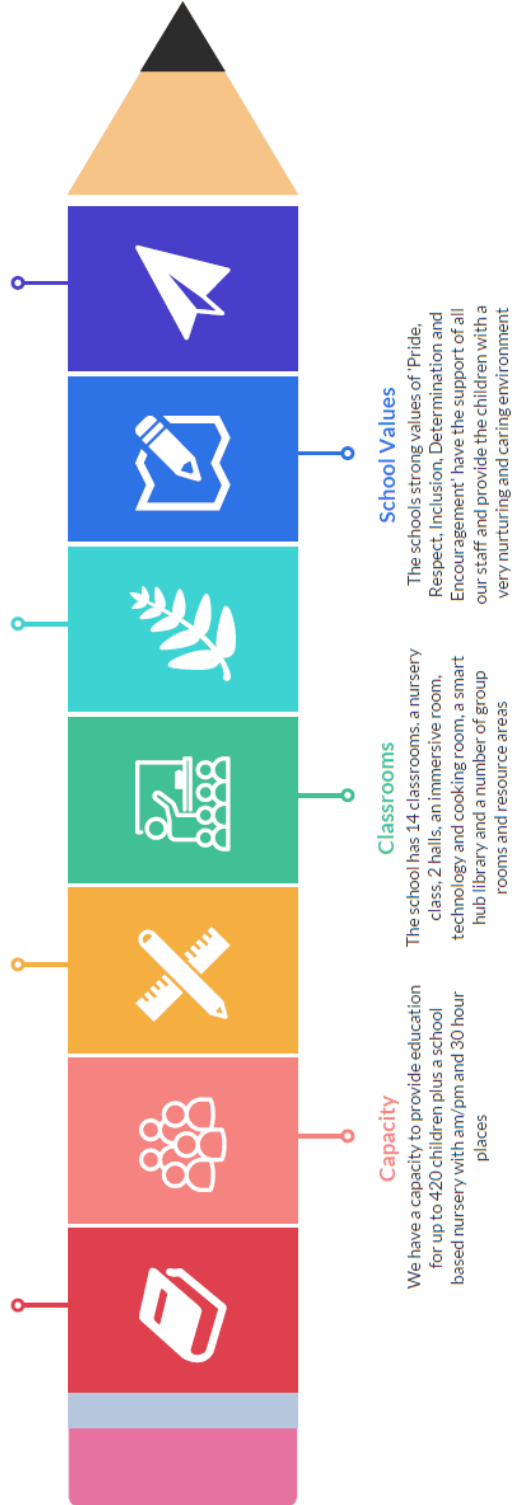 Capacity
We have a capacity to provide education
for up to 420 children plus a school
based nursery with am/pm and 30 hour
places
Classrooms
The school has 14 classrooms. a nursery
class, 2 halls, an immersive room,
technology and cooking room, a smart
hub library and a number of group
rooms and resource areas
School Values
The schools strong values of 'Pride,
Respect, Inclusion, Determination and
Encouragement' have the support of all
our staff and provide the children with a
very nurturing and caring environment